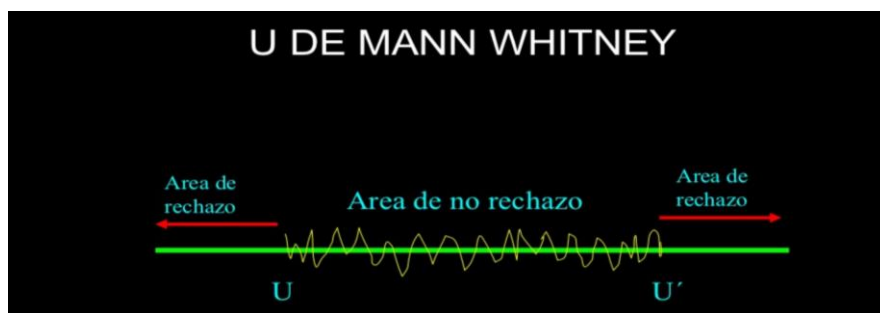 U DE MANN WHITNEY
Area de
rechazo
Area de no rechazo
Area de
rechazo
U
U´